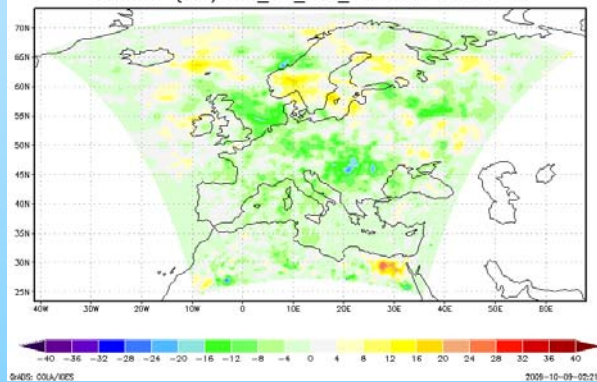 70N
65N
60N
55N
50N
45N
40N
35N
30N
25N
40W 30W 20W 10W 0 10E 20E 30E 40E 50E
-40 -36 -32 -28 -24 -20 -16 -12 -8 -4 0 4 8 12 16 20 24 28 32 36 40
GrADS: COLA/IGES 2009-10-09-02:21